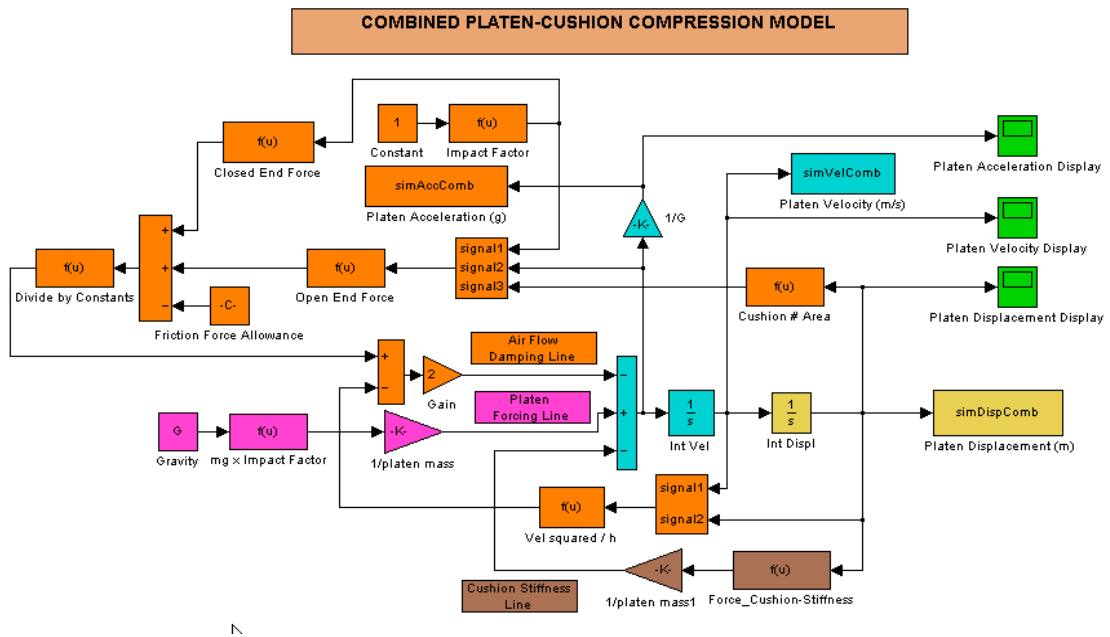 COMBINED PLATEN-CUSHION COMPRESSION MODEL
1
Constant
f(u)
Impact Factor
f(u)
Closed End Force
simAccComb
Platen Acceleration (g)
-K-
1/G
simVelComb
Platen Velocity (m/s)
Platen Acceleration Display
Platen Velocity Display
Platen Displacement Display
f(u)
Divide by Constants
+
+
−
-C-
Friction Force Allowance
f(u)
Open End Force
signal1
signal2
signal3
f(u)
Cushion # Area
+
−
2
Gain
Air Flow
Damping Line
Platen
Forcing Line
G
Gravity
f(u)
mg x Impact Factor
-K-
1/platen mass
−
+
−
1
s
Int Vel
1
s
Int Displ
simDispComb
Platen Displacement (m)
f(u)
Vel squared / h
signal1
signal2
Cushion Stiffness
Line
-K-
1/platen mass1
f(u)
Force_Cushion-Stiffness